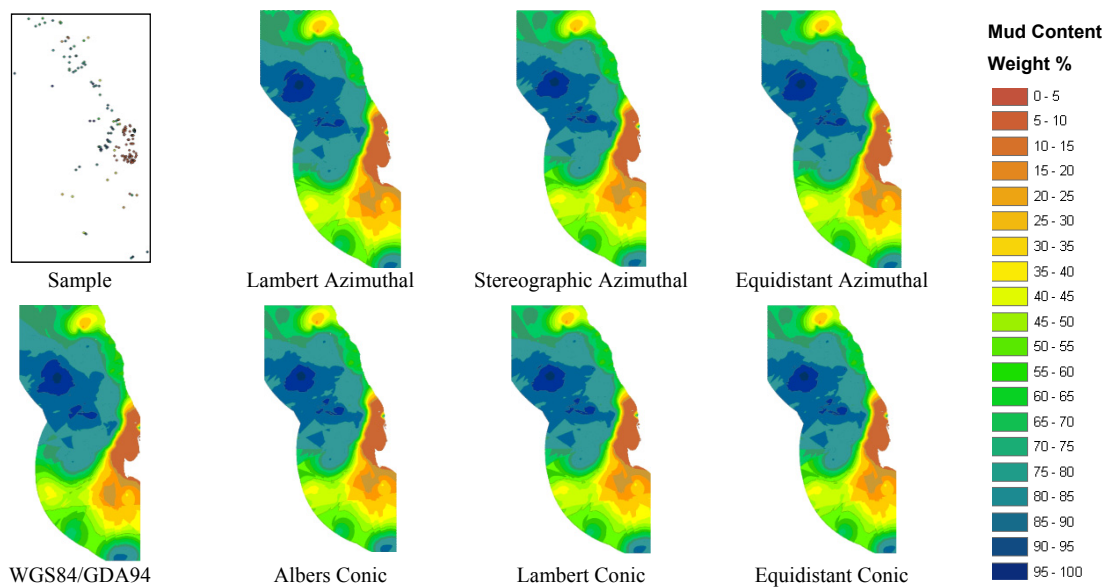 Mud Content
Weight %
0 - 5
5 - 10
10 - 15
15 - 20
20 - 25
25 - 30
30 - 35
35 - 40
40 - 45
45 - 50
50 - 55
55 - 60
60 - 65
65 - 70
70 - 75
75 - 80
80 - 85
85 - 90
90 - 95
95 - 100
Sample
Lambert Azimuthal
Stereographic Azimuthal
Equidistant Azimuthal
WGS84/GDA94
Albers Conic
Lambert Conic
Equidistant Conic